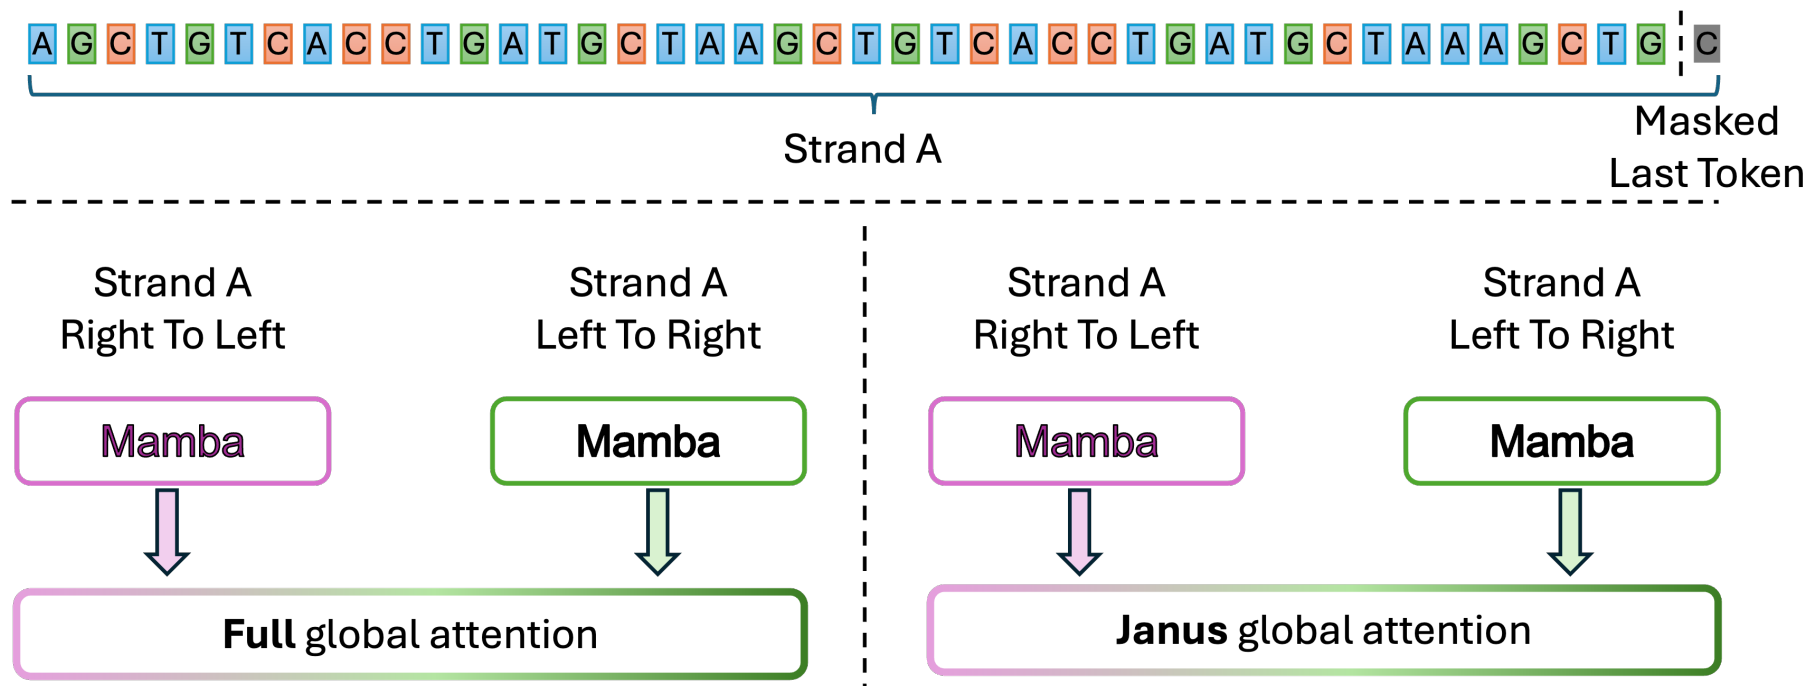 A G C T G T C A C C T G A T G C T A A G C T G T C A C C T G A T G C T A A A G C T G C
Strand A
Masked
Last Token
Strand A
Right To Left
Strand A
Left To Right
Strand A
Right To Left
Strand A
Left To Right
Mamba
Mamba
Mamba
Mamba
Full global attention
Janus global attention